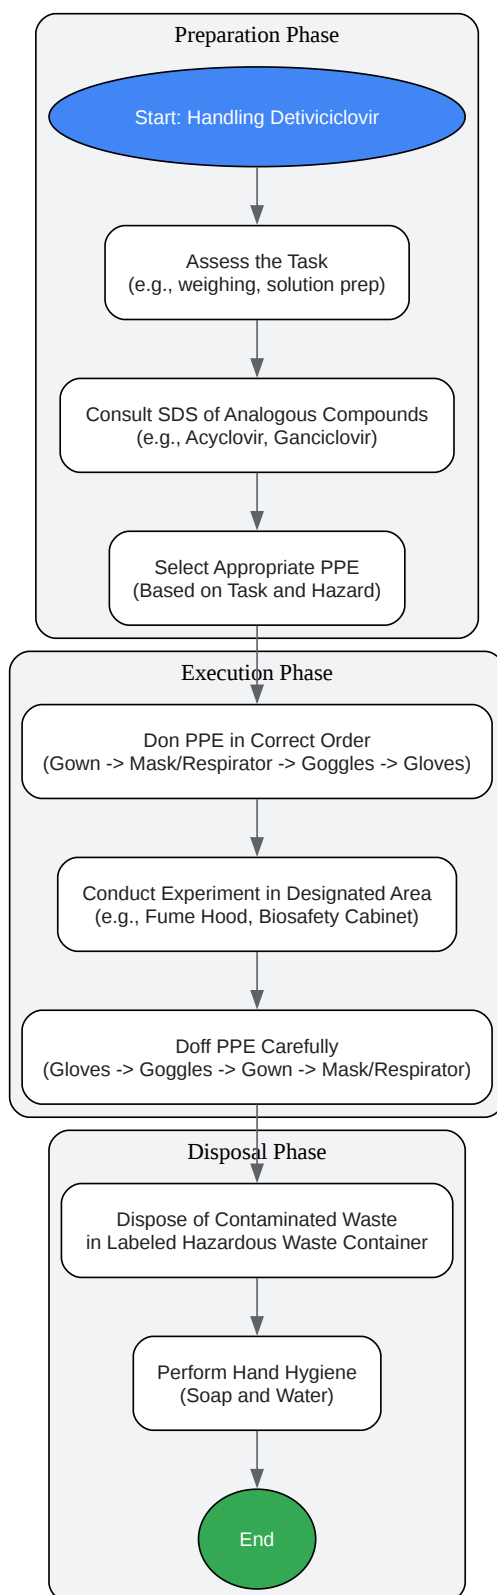 Preparation Phase
Start: Handling Detiviciclovir
Assess the Task
(e.g., weighing, solution prep)
Consult SDS of Analogous Compounds
(e.g., Acyclovir, Ganciclovir)
Select Appropriate PPE
(Based on Task and Hazard)
Execution Phase
Don PPE in Correct Order
(Gown -> Mask/Respirator -> Goggles -> Gloves)
Conduct Experiment in Designated Area
(e.g., Fume Hood, Biosafety Cabinet)
Doff PPE Carefully
(Gloves -> Goggles -> Gown -> Mask/Respirator)
Disposal Phase
Dispose of Contaminated Waste
in Labeled Hazardous Waste Container
Perform Hand Hygiene
(Soap and Water)
End